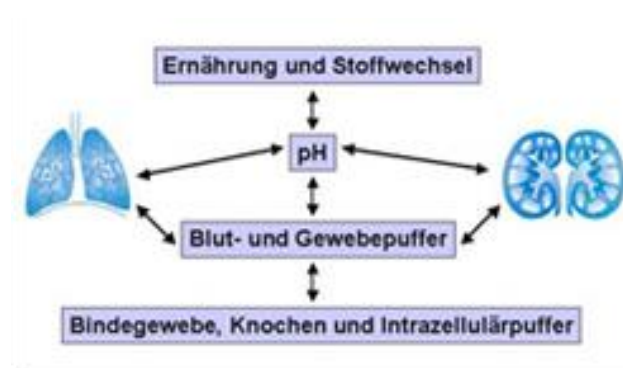 Ernährung und Stoffwechsel
pH
Blut- und Gewebepuffer
Bindegewebe, Knochen und Intrazellulärpuffer